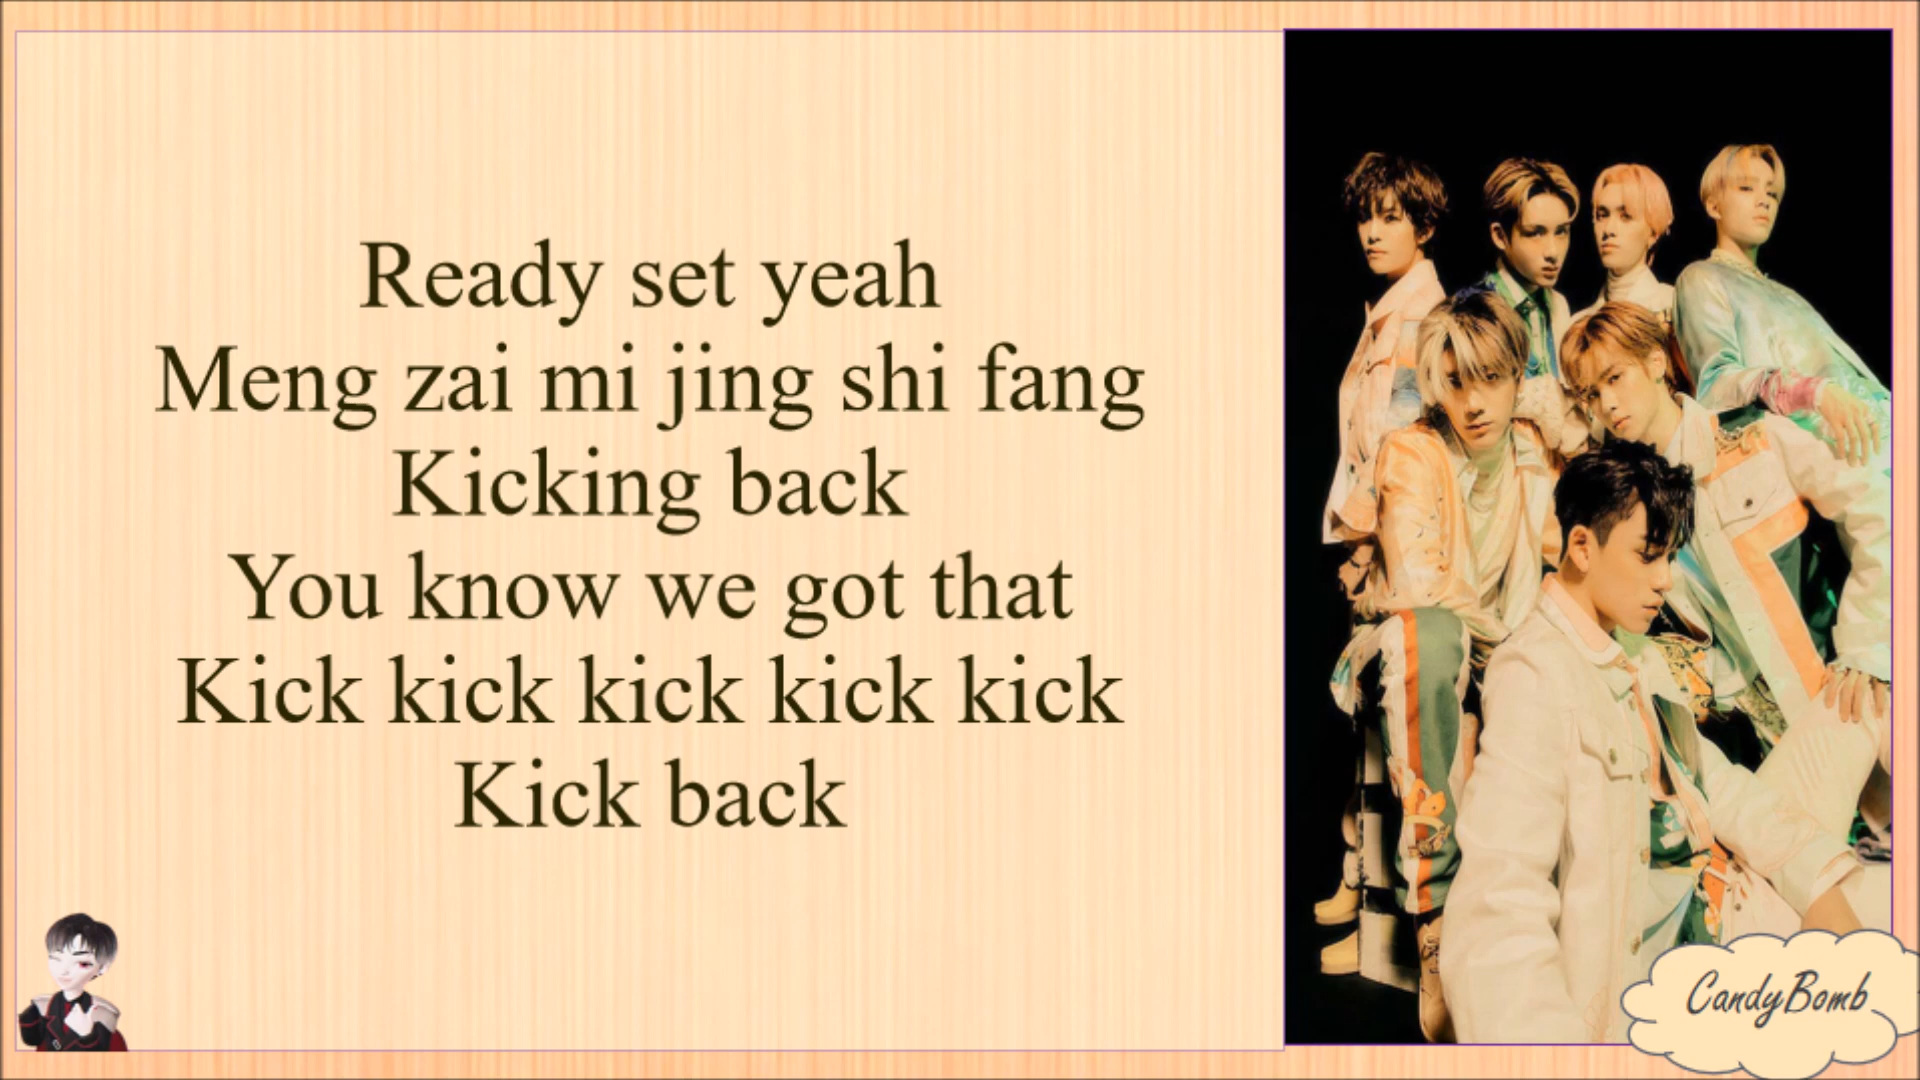 Ready set yeah
Meng zai mi jing shi fang
Kicking back
You know we got that
Kick kick kick kick kick
Kick back
CandyBomb